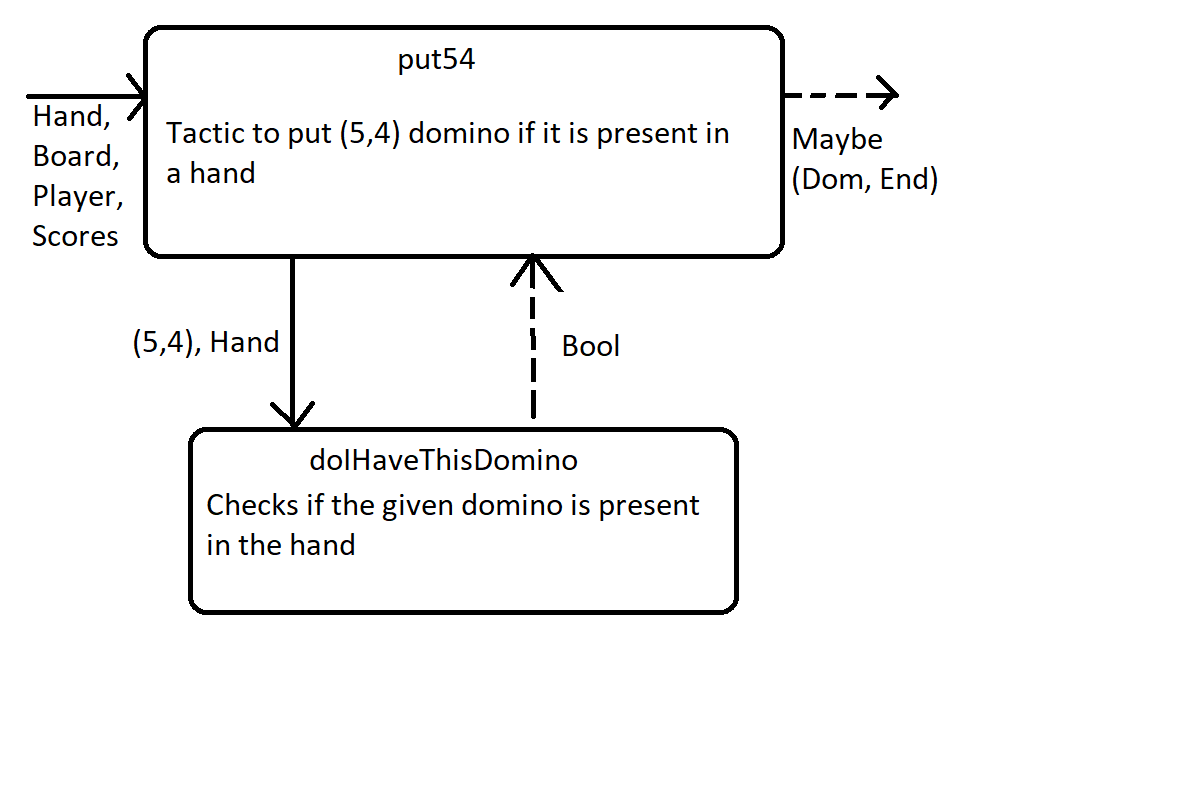 put54
Hand,
Board,
Player,
Scores
Tactic to put (5,4) domino if it is present in
a hand
Maybe
(Dom, End)
(5,4), Hand
Bool
doIHaveThisDomino
Checks if the given domino is present
in the hand